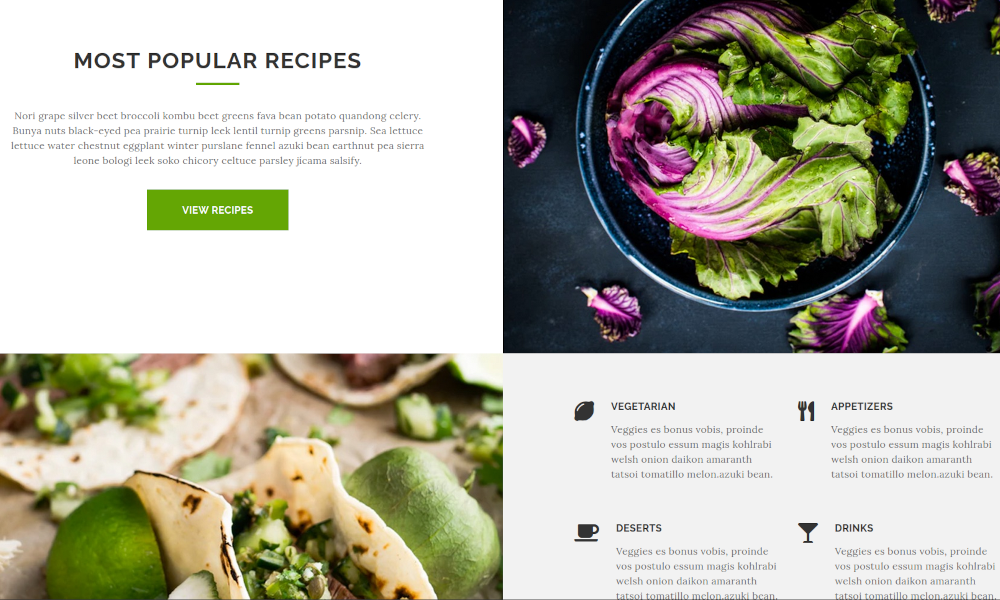 MOST POPULAR RECIPES
Nori grape silver beet broccoli kombu beet greens fava bean potato quandong celery.
Bunya nuts black-eyed pea prairie turnip leek lentil turnip greens parsnip. Sea lettuce
lettuce water chestnut eggplant winter purslane fennel azuki bean earthnut pea sierra
leone bologi leek soko chicory celtuce parsley jicama salsify.
VIEW RECIPES
VEGETARIAN
Veggies es bonus vobis, proinde
vos postulo essum magis kohlrabi
welsh onion daikon amaranth
tatsoi tomatillo melon.azuki bean.
APPETIZERS
Veggies es bonus vobis, proinde
vos postulo essum magis kohlrabi
welsh onion daikon amaranth
tatsoi tomatillo melon.azuki bean.
DESERTS
Veggies es bonus vobis, proinde
vos postulo essum magis kohlrabi
welsh onion daikon amaranth
tatsoi tomatillo melon.azuki bean.
DRINKS
Veggies es bonus vobis, proinde
vos postulo essum magis kohlrabi
welsh onion daikon amaranth
tatsoi tomatillo melon.azuki bean.